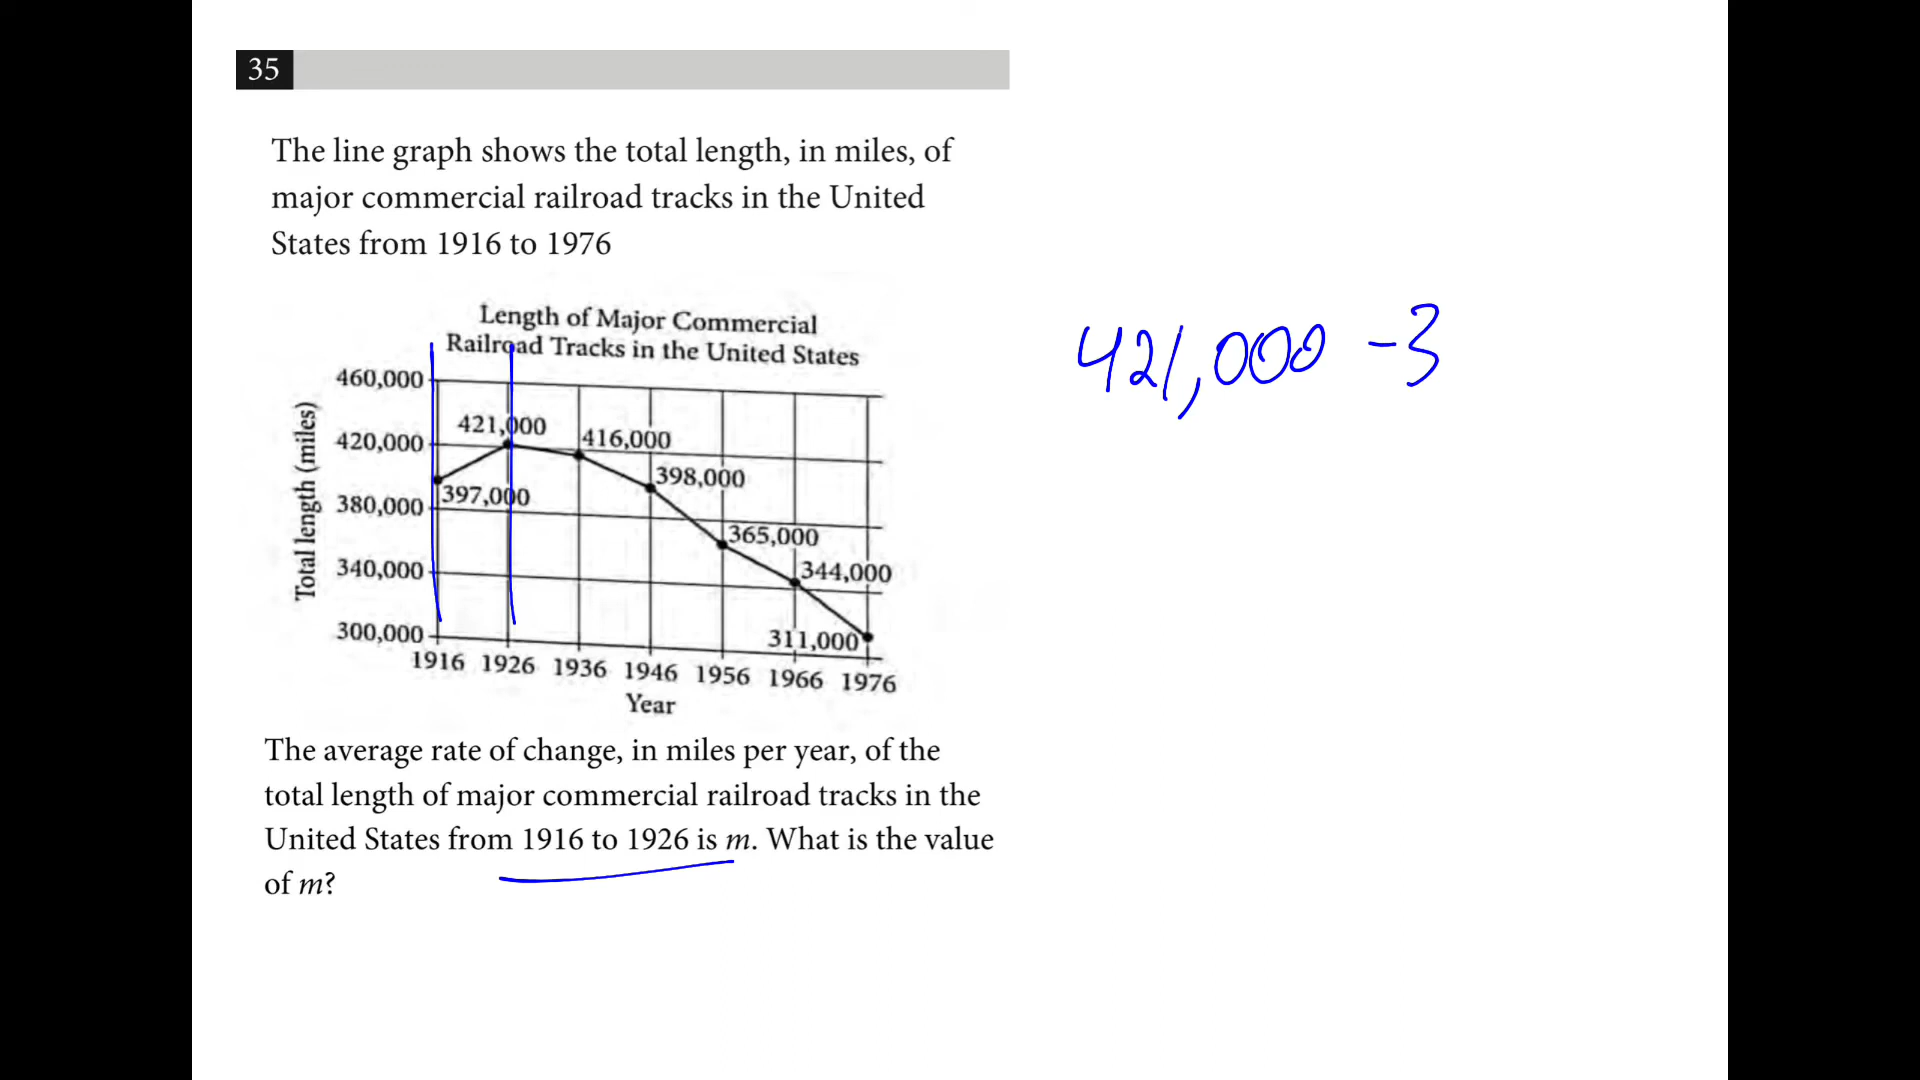 35
The line graph shows the total length, in miles, of
major commercial railroad tracks in the United
States from 1916 to 1976
Length of Major Commercial
Railroad Tracks in the United States
Total length (miles)
460,000
420,000
380,000
340,000
300,000
421,000
416,000
397,000
398,000
365,000
344,000
311,000
1916 1926 1936 1946 1956 1966 1976
Year
The average rate of change, in miles per year, of the
total length of major commercial railroad tracks in the
United States from 1916 to 1926 is m. What is the value
of m?
421,000 -3